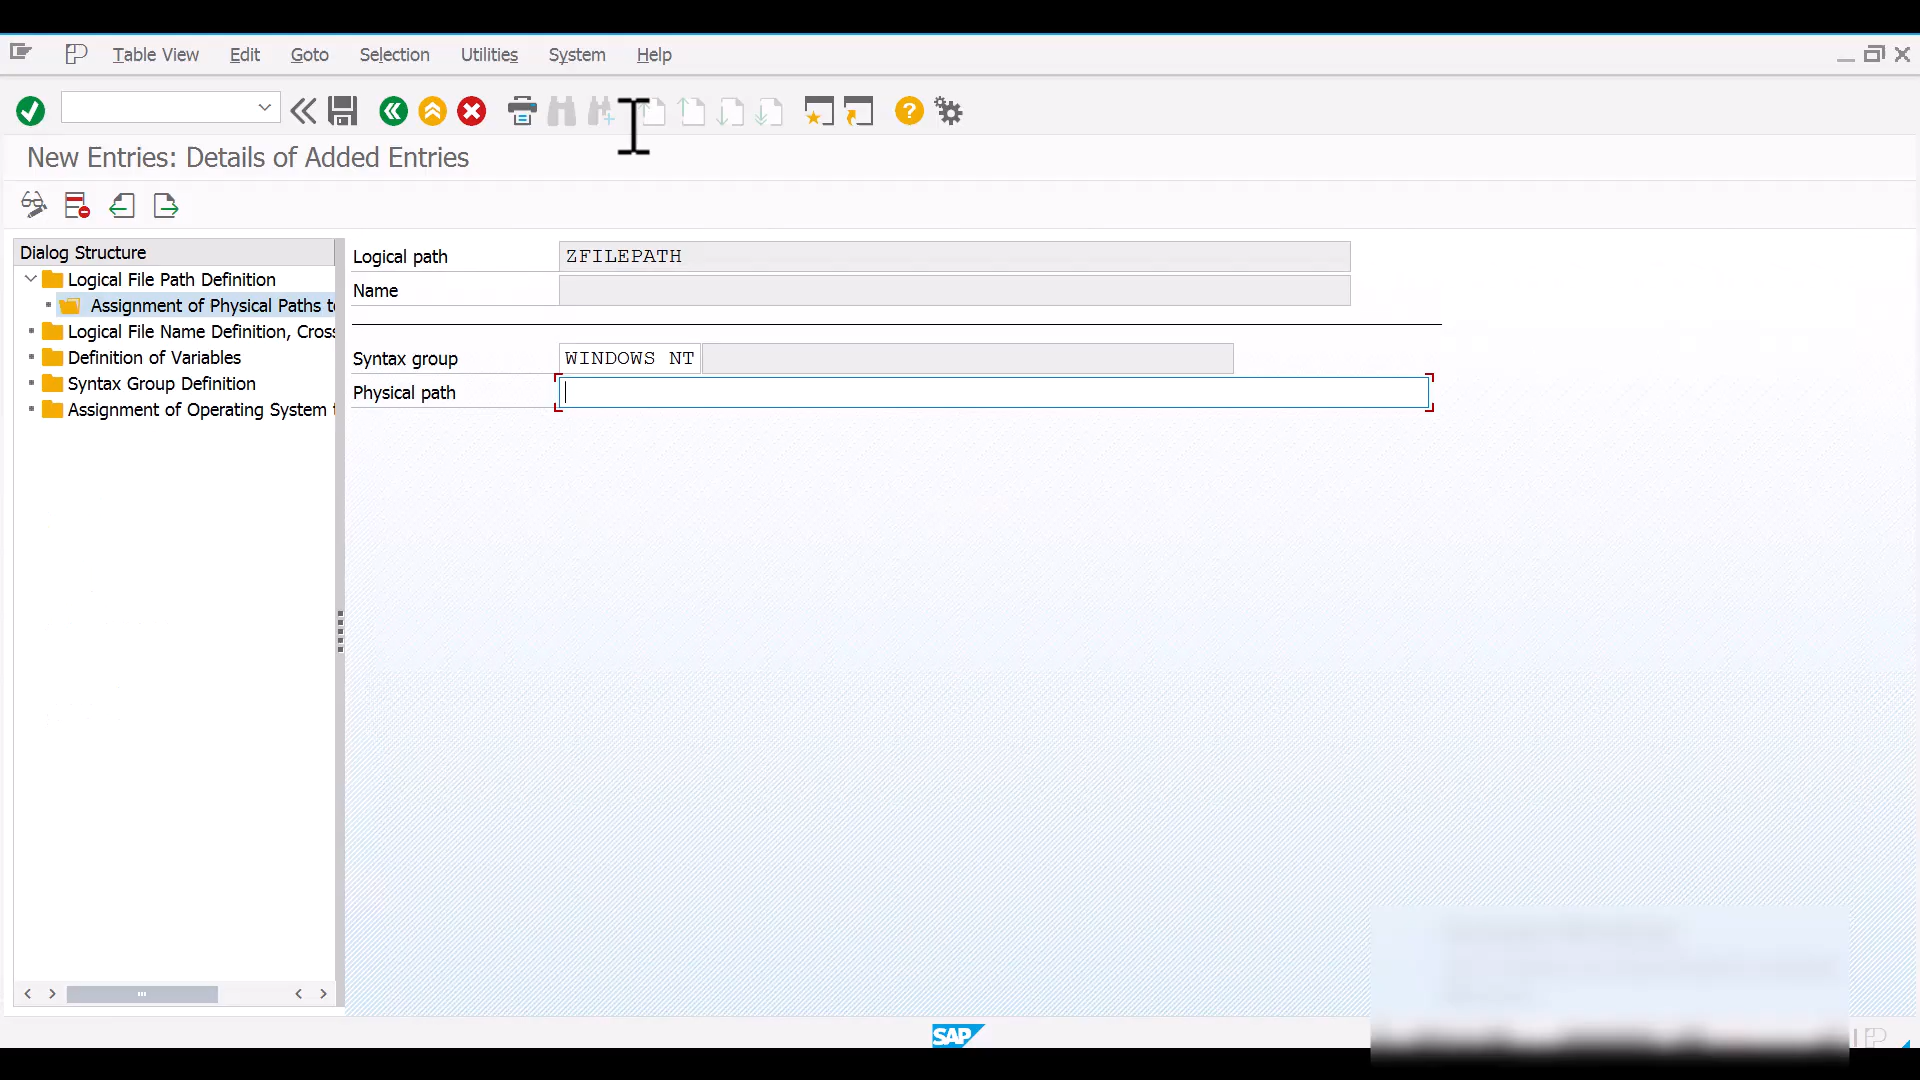 Table View Edit Goto Selection Utilities System Help
New Entries: Details of Added Entries
Dialog Structure
Logical File Path Definition
Assignment of Physical Paths t
Logical File Name Definition, Cros
Definition of Variables
Syntax Group Definition
Assignment of Operating System
Logical path ZFILEPATH
Name
Syntax group WINDOWS NT
Physical path
SAP